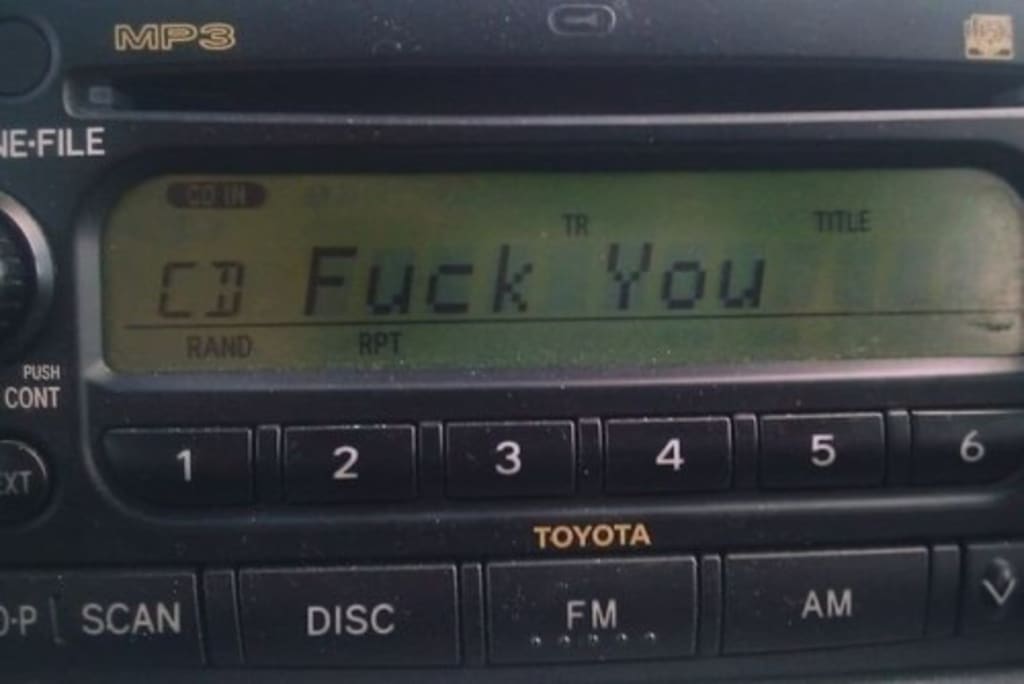 MP3
NE·FILE
CD IN
TR TITLE
CD Fuck You
RAND RPT
PUSH
CONT
1 2 3 4 5 6
EXT
TOYOTA
O·P SCAN DISC FM AM